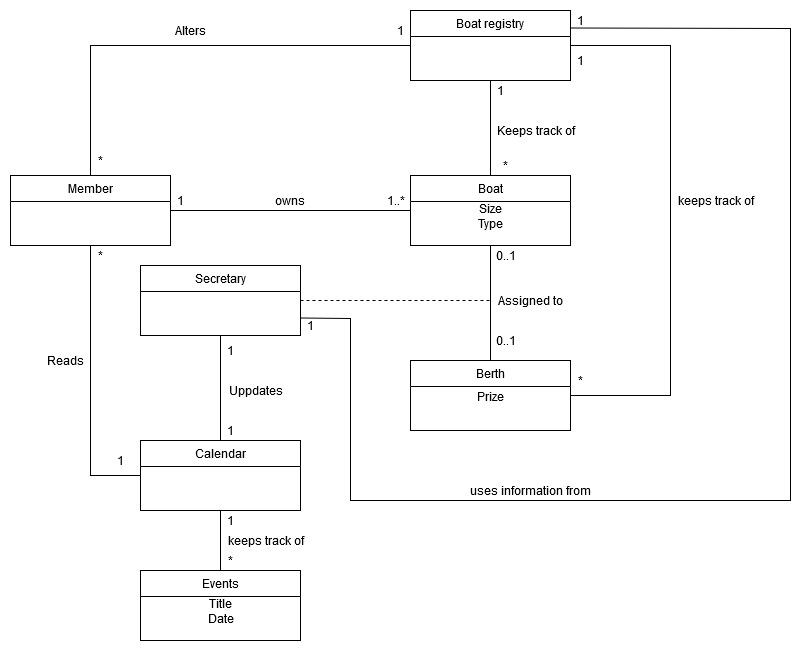 Boat registry
1
Alters
1
1
1
Keeps track of
*
*
Member
Boat
1
owns
1..*
Size
Type
keeps track of
*
0..1
Secretary
Assigned to
1
0..1
1
Reads
Berth
*
Uppdates
Prize
1
Calendar
1
uses information from
1
keeps track of
*
Events
Title
Date